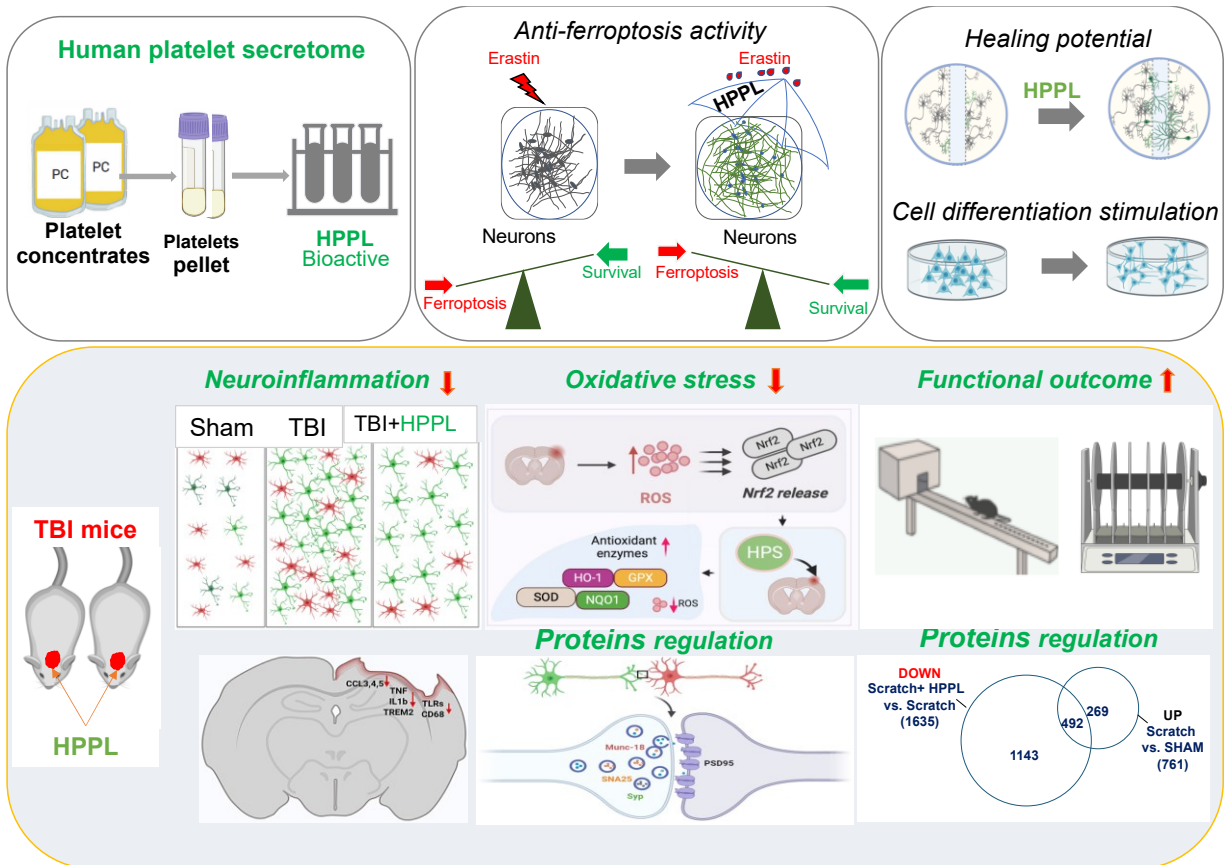 Human platelet secretome
PC
PC
Platelet
concentrates
Platelets
pellet
HPPL
Bioactive
Anti-ferroptosis activity
Erastin
Erastin
HPPL
Neurons
Neurons
Survival
Ferroptosis
Ferroptosis
Survival
Healing potential
HPPL
Cell differentiation stimulation
Neuroinflammation
Sham
TBI
TBI+HPPL
Oxidative stress
ROS
Nrf2
Nrf2
Nrf2
Nrf2 release
Antioxidant
enzymes
HO-1
GPX
SOD
NQO1
ROS
HPS
Functional outcome
TBI mice
HPPL
CCL3,4,5
TNF
IL1b
TREM2
TLRs
CD68
Proteins regulation
Munc-18
SNA25
Syp
PSD95
Proteins regulation
DOWN
Scratch+ HPPL
vs. Scratch
(1635)
1143
492
269
UP
Scratch
vs. SHAM
(761)